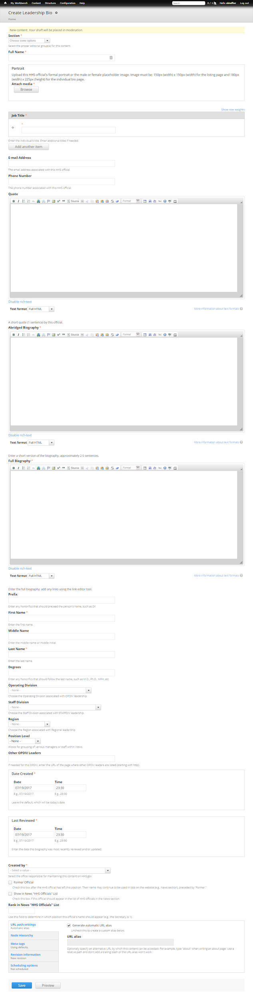 My Workbench Content Structure Configuration Help Search 0 / 1 Hello skieffer Log out
Create Leadership Bio
Home
New content: Your draft will be placed in moderation.
Section *
Choose some options
Select the proper editorial group(s) for this content.
Full Name *
Portrait
Upload this HHS official's formal portrait or the male or female placeholder image. Image must be: 150px (width) x 150px (width) for the listing page and 180px
(width) x 225px (height) for the individual bio page.
Attach media *
Browse
Show row weights
Job Title *
*
Enter the individual's title. Enter additional titles if needed.
Add another item
E-mail Address
The email address associated with this HHS official.
Phone Number
The phone number associated with this HHS official.
Quote
B I x² Source Format
Disable rich-text
Text format Full HTML More information about text formats
A short quote (1 sentence) by this official.
Abridged Biography *
B I x² Source Format
Disable rich-text
Text format Full HTML More information about text formats
Enter a short version of the biography, approximately 2-5 sentences.
Full Biography *
B I x² Source Format
Disable rich-text
Text format Full HTML More information about text formats
Enter the full biography; add any links using the link editor tool.
Prefix
Enter any honorifics that should preceed the person's name, such as Dr.
First Name *
Enter the first name.
Middle Name
Enter the middle name or middle initial.
Last Name *
Enter the last name.
Degrees
Enter any honorifics that should follow the last name, such as M.D., Ph.D., MPH, etc.
Operating Division
- None -
Choose the Operating Division associated with OPDIV leadership.
Staff Division
- None -
Choose the Staff Division associated with STAFFDIV leadership.
Region
- None -
Choose the Region associated with Regional leadership.
Position Level
- None -
Allows for grouping of various managers or staff within Views.
Other OPDIV Leaders
If needed for this OPDIV, enter the URL of the page where other OPDIV leaders are listed (starting with http).
Date Created *
Date Time
07/19/2017 23:30
E.g., 07/19/2017 E.g., 23:30
Leave the default, which will be today's date.
Last Reviewed *
Date Time
07/19/2017 23:30
E.g., 07/19/2017 E.g., 23:30
Enter the date this biography was most recently reviewed and/or updated.
Created by *
- Select a value -
Select the office responsible for maintaining this content on HHS.gov.
Former Official
Check this box after the HHS official has left this position. Their name may continue to be used in lists on the website (e.g., News section), preceded by "Former."
Show in News "HHS Officials" List
Check this box if this official should appear in the list of HHS officials in the News section.
Rank in News "HHS Officials" List
Use this field to determine in which position this official's name should appear (e.g., the Secretary is 1).
URL path settings
Automatic alias
Node Hierarchy
Meta tags
Using defaults
Revision information
New revision
Scheduling options
Not scheduled
Generate automatic URL alias
Uncheck this to create a custom alias below.
URL alias
Optionally specify an alternative URL by which this content can be accessed. For example, type "about" when writing an about page. Use a
relative path and don't add a trailing slash or the URL alias won't work.
Save Preview